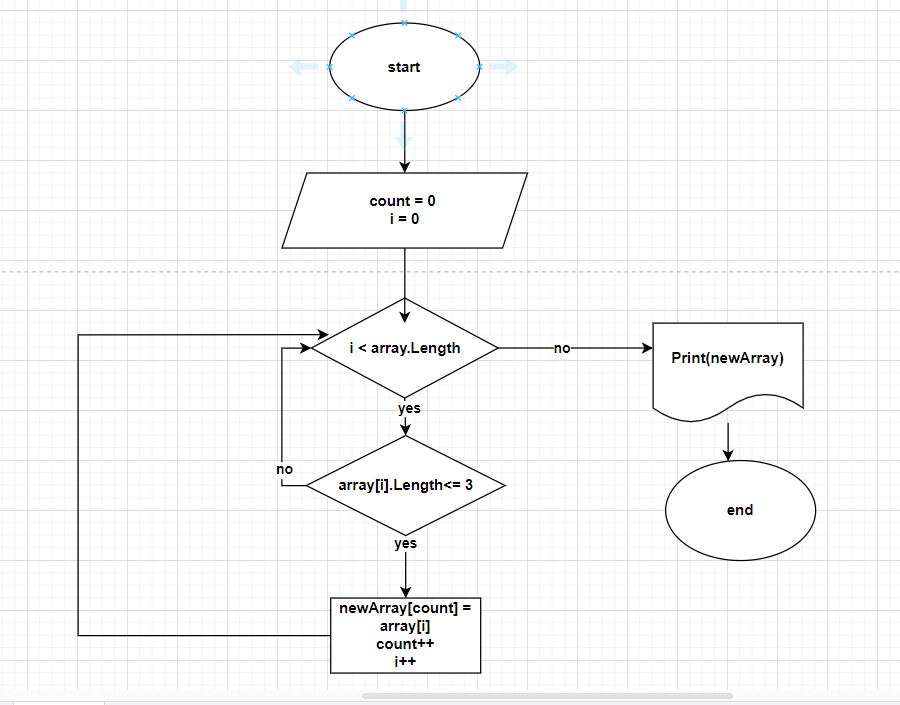 start
count = 0
i = 0
i < array.Length
no
Print(newArray)
yes
no
array[i].Length<= 3
end
yes
newArray[count] =
array[i]
count++
i++